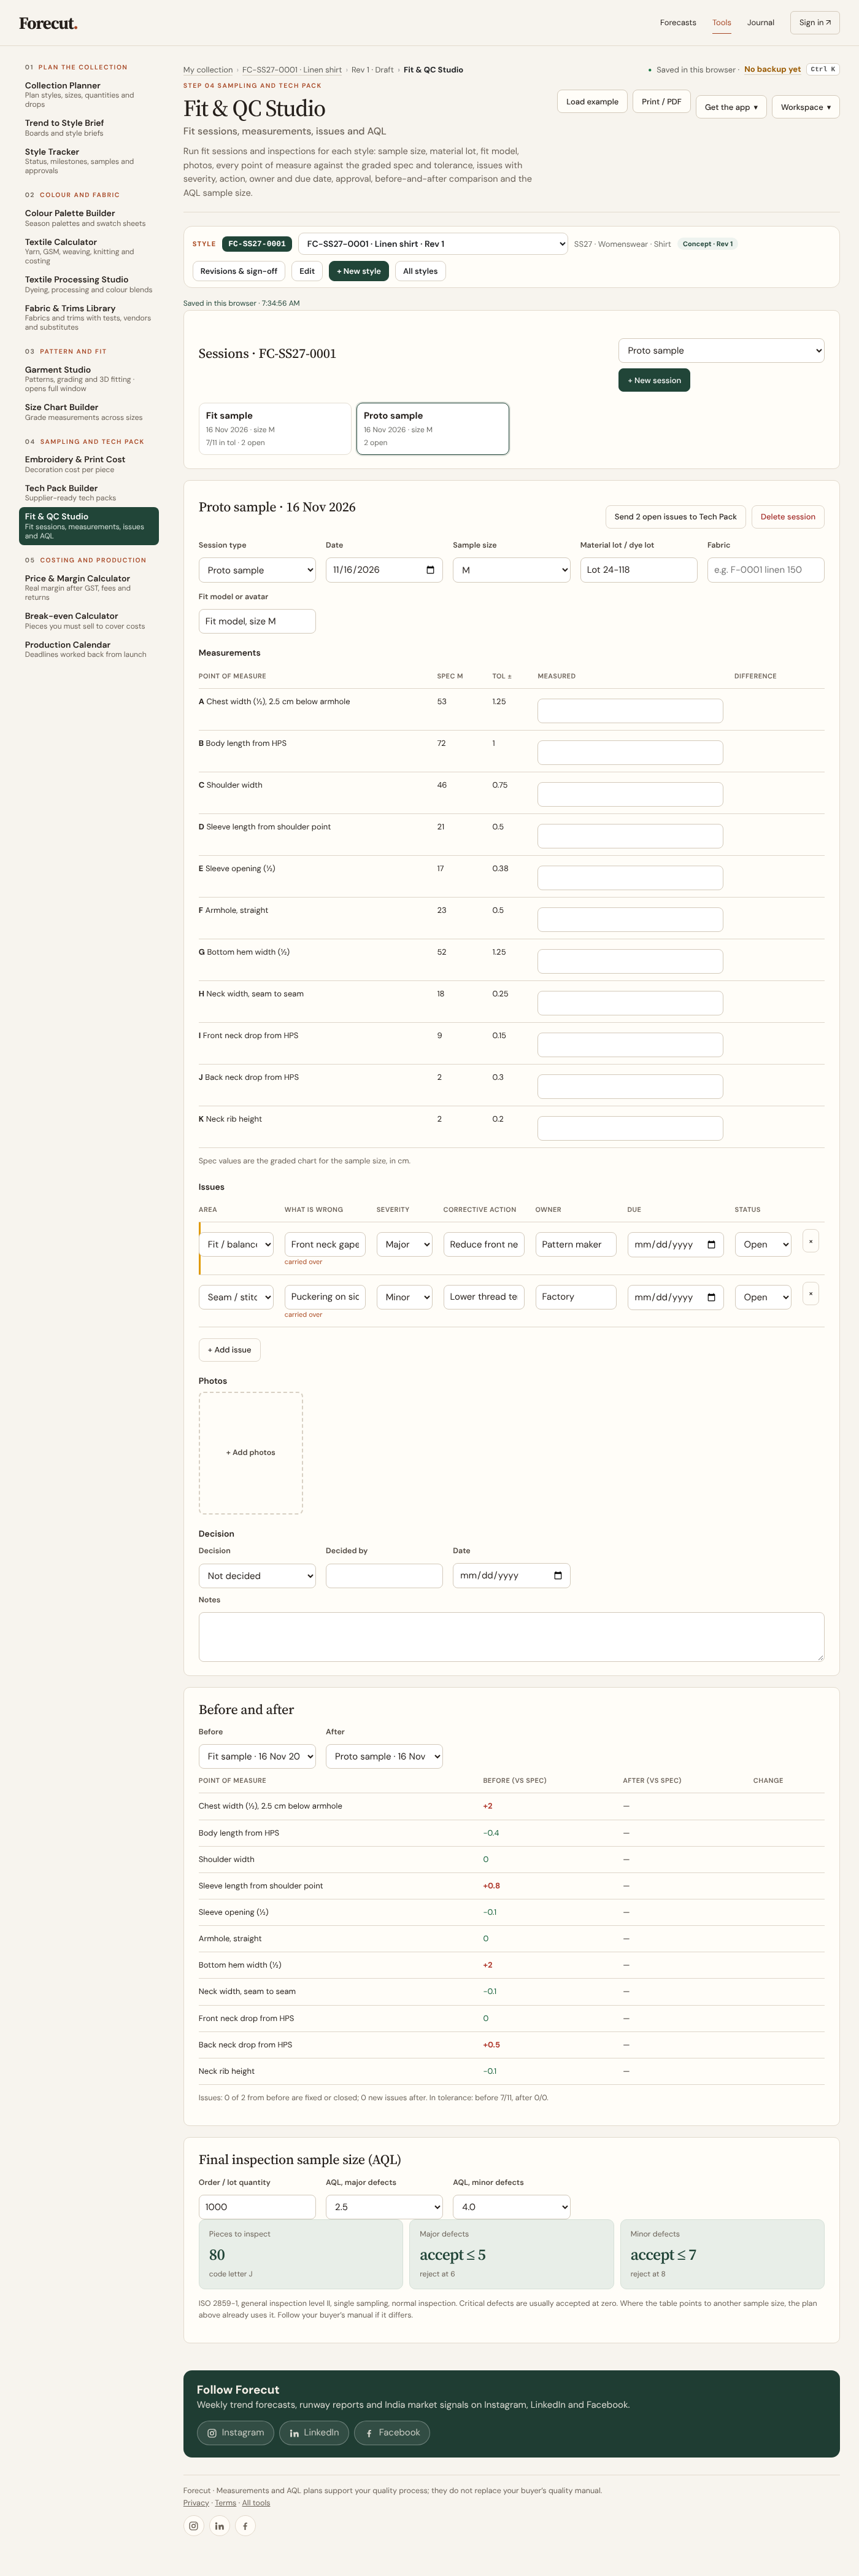 Forecut.
Forecasts
Tools
Journal
Sign in ↗
01 PLAN THE COLLECTION
Collection Planner
Plan styles, sizes, quantities and
drops
Trend to Style Brief
Boards and style briefs
Style Tracker
Status, milestones, samples and
approvals
02 COLOUR AND FABRIC
Colour Palette Builder
Season palettes and swatch sheets
Textile Calculator
Yarn, GSM, weaving, knitting and
costing
Textile Processing Studio
Dyeing, processing and colour blends
Fabric & Trims Library
Fabrics and trims with tests, vendors
and substitutes
03 PATTERN AND FIT
Garment Studio
Patterns, grading and 3D fitting ·
opens full window
Size Chart Builder
Grade measurements across sizes
04 SAMPLING AND TECH PACK
Embroidery & Print Cost
Decoration cost per piece
Tech Pack Builder
Supplier-ready tech packs
Fit & QC Studio
Fit sessions, measurements, issues
and AQL
05 COSTING AND PRODUCTION
Price & Margin Calculator
Real margin after GST, fees and
returns
Break-even Calculator
Pieces you must sell to cover costs
Production Calendar
Deadlines worked back from launch
My collection › FC-SS27-0001 · Linen shirt › Rev 1 · Draft › Fit & QC Studio
Saved in this browser · No backup yet Ctrl K
STEP 04 SAMPLING AND TECH PACK
Fit & QC Studio
Fit sessions, measurements, issues and AQL
Run fit sessions and inspections for each style: sample size, material lot, fit model,
photos, every point of measure against the graded spec and tolerance, issues with
severity, action, owner and due date, approval, before-and-after comparison and the
AQL sample size.
Load example
Print / PDF
Get the app ▾
Workspace ▾
STYLE FC-SS27-0001 FC-SS27-0001 · Linen shirt · Rev 1 SS27 · Womenswear · Shirt Concept · Rev 1
Revisions & sign-off Edit + New style All styles
Saved in this browser · 7:34:56 AM
Sessions · FC-SS27-0001
Proto sample
+ New session
Fit sample
16 Nov 2026 · size M
7/11 in tol · 2 open
Proto sample
16 Nov 2026 · size M
2 open
Proto sample · 16 Nov 2026
Send 2 open issues to Tech Pack
Delete session
Session type Date Sample size Material lot / dye lot Fabric
Proto sample 11/16/2026 M Lot 24-118 e.g. F-0001 linen 150
Fit model or avatar
Fit model, size M
Measurements
POINT OF MEASURE SPEC M TOL ± MEASURED DIFFERENCE
A Chest width (½), 2.5 cm below armhole 53 1.25
B Body length from HPS 72 1
C Shoulder width 46 0.75
D Sleeve length from shoulder point 21 0.5
E Sleeve opening (½) 17 0.38
F Armhole, straight 23 0.5
G Bottom hem width (½) 52 1.25
H Neck width, seam to seam 18 0.25
I Front neck drop from HPS 9 0.15
J Back neck drop from HPS 2 0.3
K Neck rib height 2 0.2
Spec values are the graded chart for the sample size, in cm.
Issues
AREA WHAT IS WRONG SEVERITY CORRECTIVE ACTION OWNER DUE STATUS
Fit / balance Front neck gape Major Reduce front ne Pattern maker mm/dd/yyyy Open ×
carried over
Seam / stitc Puckering on sid Minor Lower thread te Factory mm/dd/yyyy Open ×
carried over
+ Add issue
Photos
+ Add photos
Decision
Decision Decided by Date
Not decided mm/dd/yyyy
Notes
Before and after
Before After
Fit sample · 16 Nov 20 Proto sample · 16 Nov
POINT OF MEASURE BEFORE (VS SPEC) AFTER (VS SPEC) CHANGE
Chest width (½), 2.5 cm below armhole +2 —
Body length from HPS -0.4 —
Shoulder width 0 —
Sleeve length from shoulder point +0.8 —
Sleeve opening (½) -0.1 —
Armhole, straight 0 —
Bottom hem width (½) +2 —
Neck width, seam to seam -0.1 —
Front neck drop from HPS 0 —
Back neck drop from HPS +0.5 —
Neck rib height -0.1 —
Issues: 0 of 2 from before are fixed or closed; 0 new issues after. In tolerance: before 7/11, after 0/0.
Final inspection sample size (AQL)
Order / lot quantity AQL, major defects AQL, minor defects
1000 2.5 4.0
Pieces to inspect
80
code letter J
Major defects
accept ≤ 5
reject at 6
Minor defects
accept ≤ 7
reject at 8
ISO 2859-1, general inspection level II, single sampling, normal inspection. Critical defects are usually accepted at zero. Where the table points to another sample size, the plan
above already uses it. Follow your buyer's manual if it differs.
Follow Forecut
Weekly trend forecasts, runway reports and India market signals on Instagram, LinkedIn and Facebook.
Instagram
LinkedIn
Facebook
Forecut · Measurements and AQL plans support your quality process; they do not replace your buyer's quality manual.
Privacy · Terms · All tools